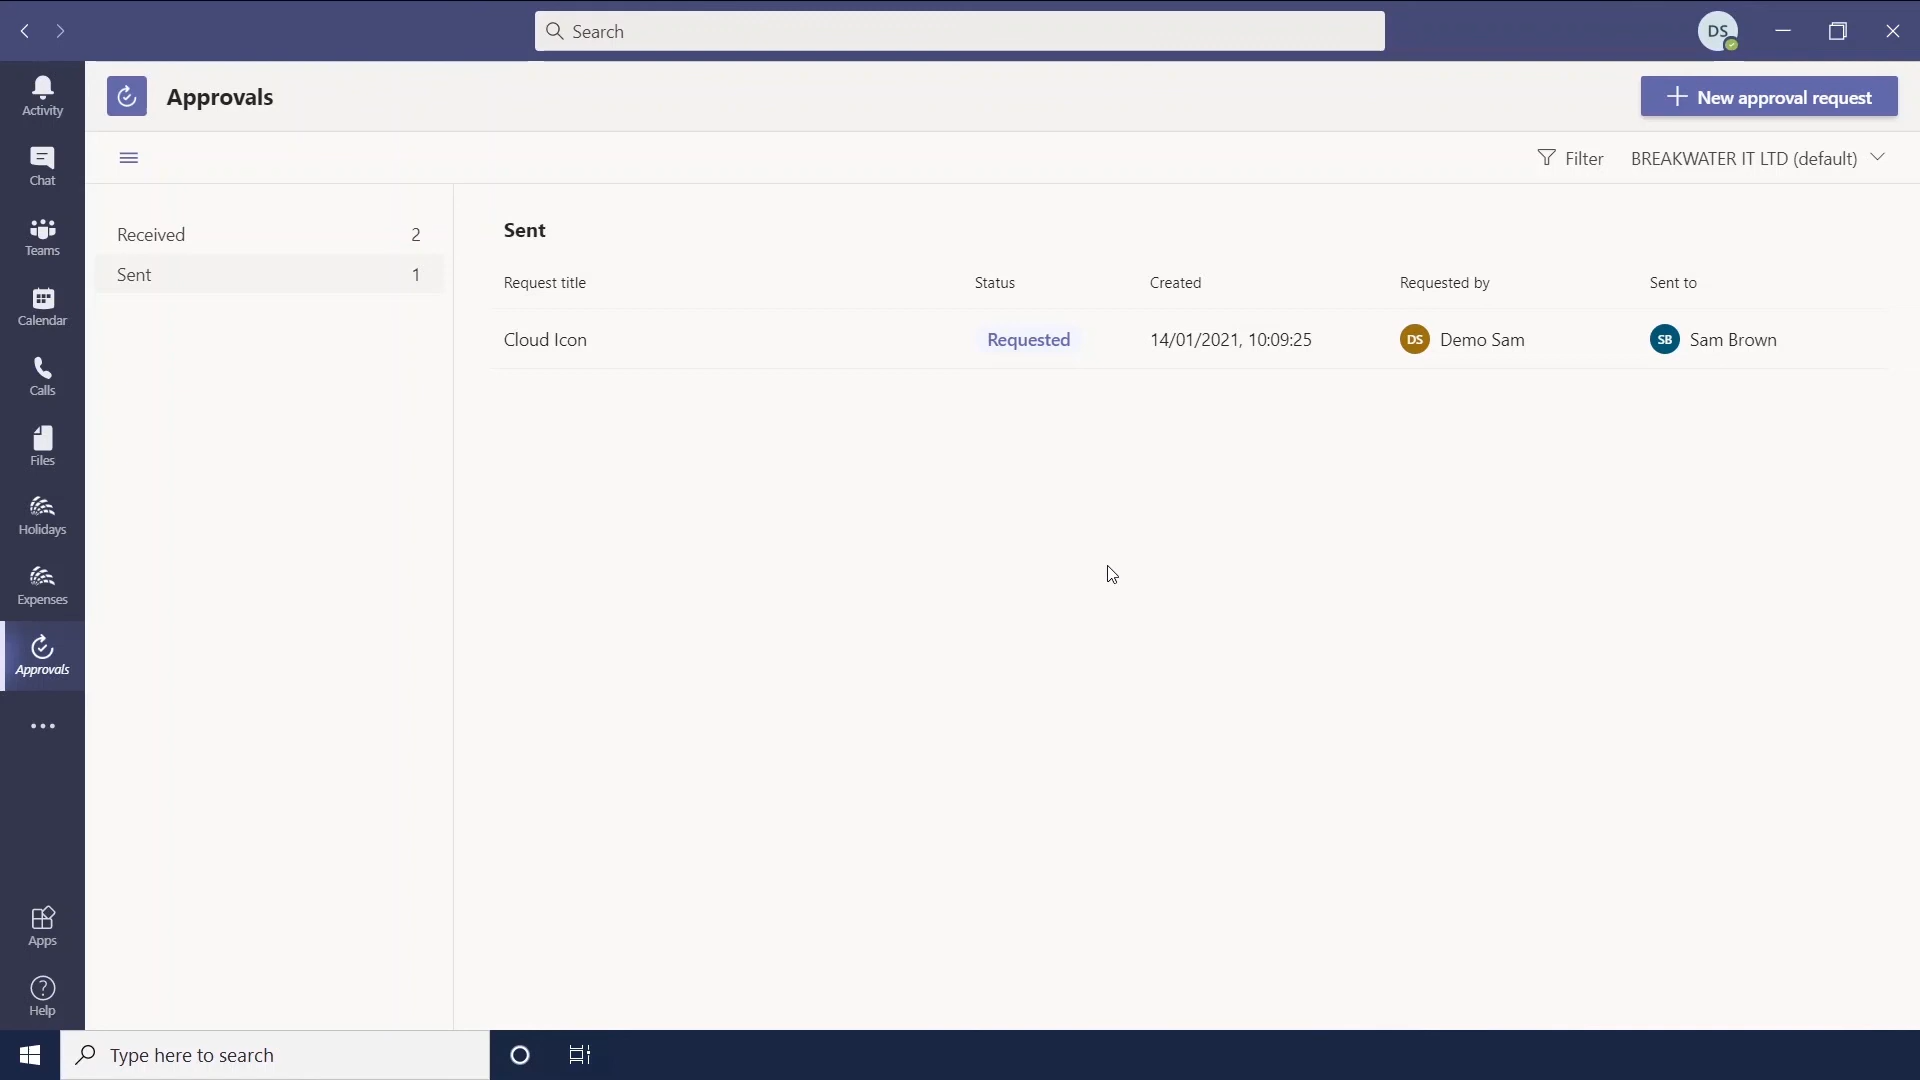 Search
DS
Activity
Chat
Teams
Calendar
Calls
Files
Holidays
Expenses
Approvals
Apps
Help
Approvals
New approval request
Filter
BREAKWATER IT LTD (default)
Received 2
Sent 1
Sent
Request title Status Created Requested by Sent to
Cloud Icon Requested 14/01/2021, 10:09:25 DS Demo Sam SB Sam Brown
Type here to search